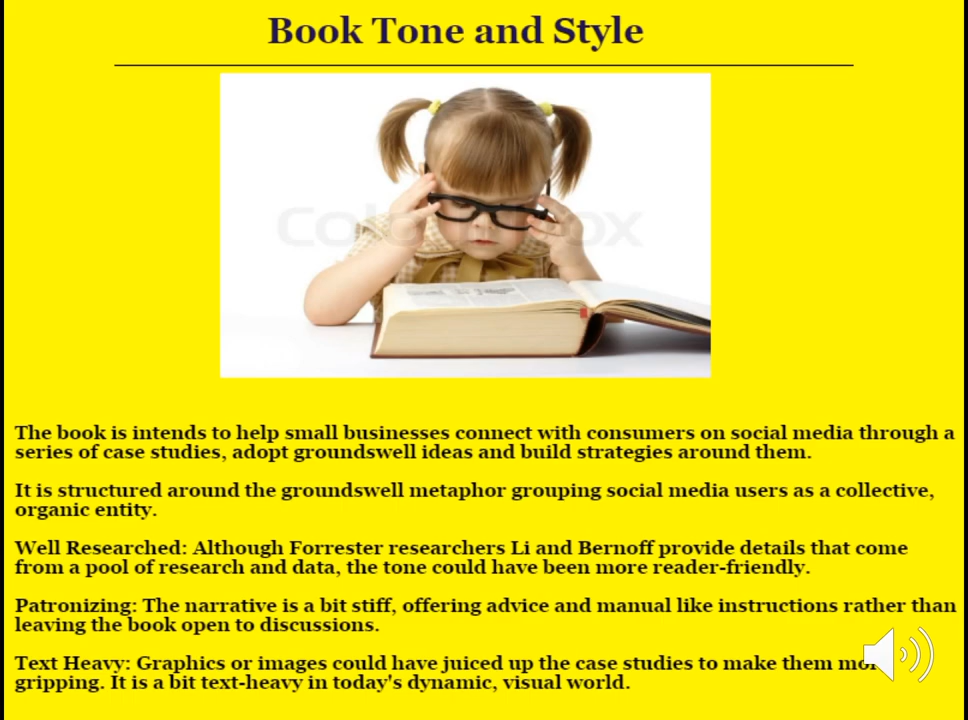 Book Tone and Style
The book is intends to help small businesses connect with consumers on social media through a
series of case studies, adopt groundswell ideas and build strategies around them.
It is structured around the groundswell metaphor grouping social media users as a collective,
organic entity.
Well Researched: Although Forrester researchers Li and Bernoff provide details that come
from a pool of research and data, the tone could have been more reader-friendly.
Patronizing: The narrative is a bit stiff, offering advice and manual like instructions rather than
leaving the book open to discussions.
Text Heavy: Graphics or images could have juiced up the case studies to make them
gripping. It is a bit text-heavy in today's dynamic, visual world.